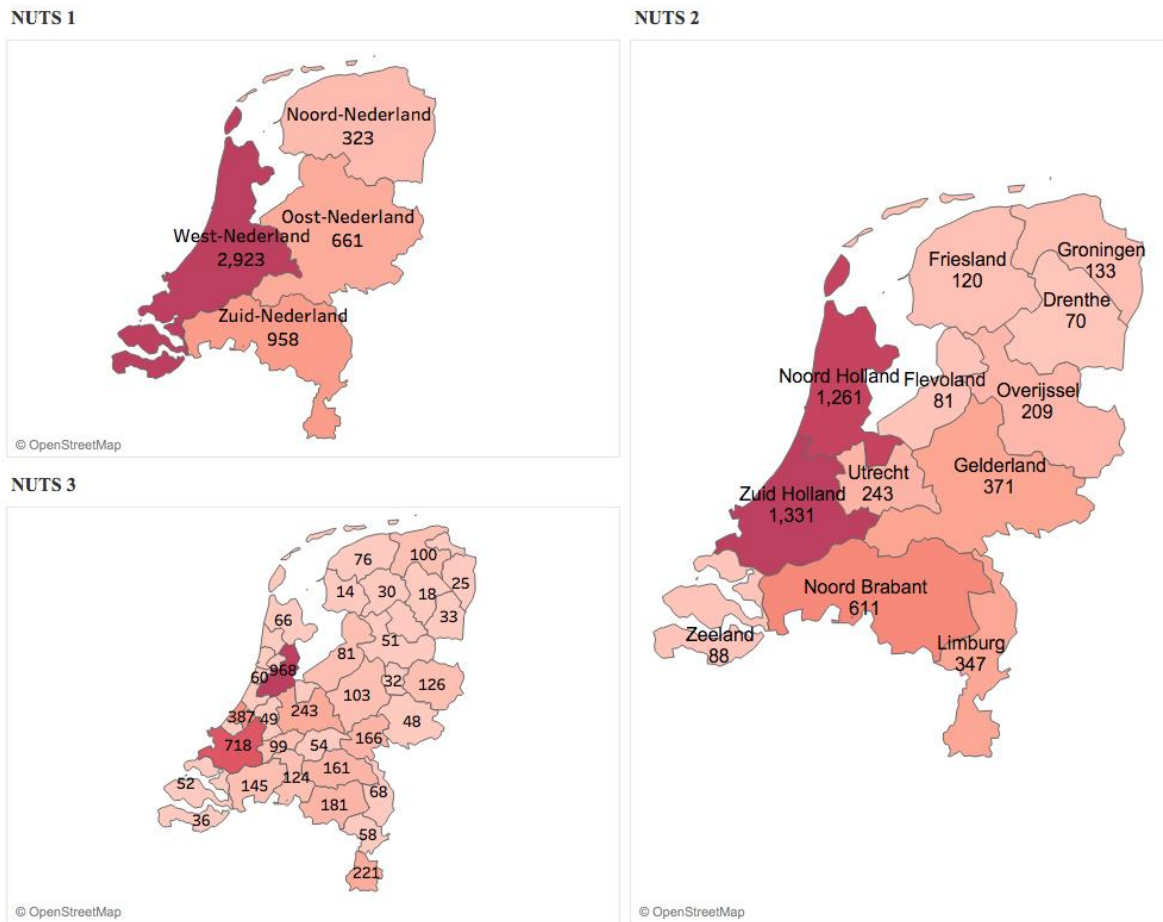 NUTS 1
Noord-Nederland
323
Oost-Nederland
661
West-Nederland
2,923
Zuid-Nederland
958
© OpenStreetMap
NUTS 3
76
100
14
30
18
25
33
66
51
81
968
60
32
126
103
387
49
243
48
718
99
54
166
161
52
145
124
68
181
36
58
221
© OpenStreetMap
NUTS 2
Groningen
133
Friesland
120
Drenthe
70
Noord Holland
1,261
Flevoland
81
Overijssel
209
Utrecht
243
Gelderland
371
Zuid Holland
1,331
Noord Brabant
611
Zeeland
88
Limburg
347
© OpenStreetMap